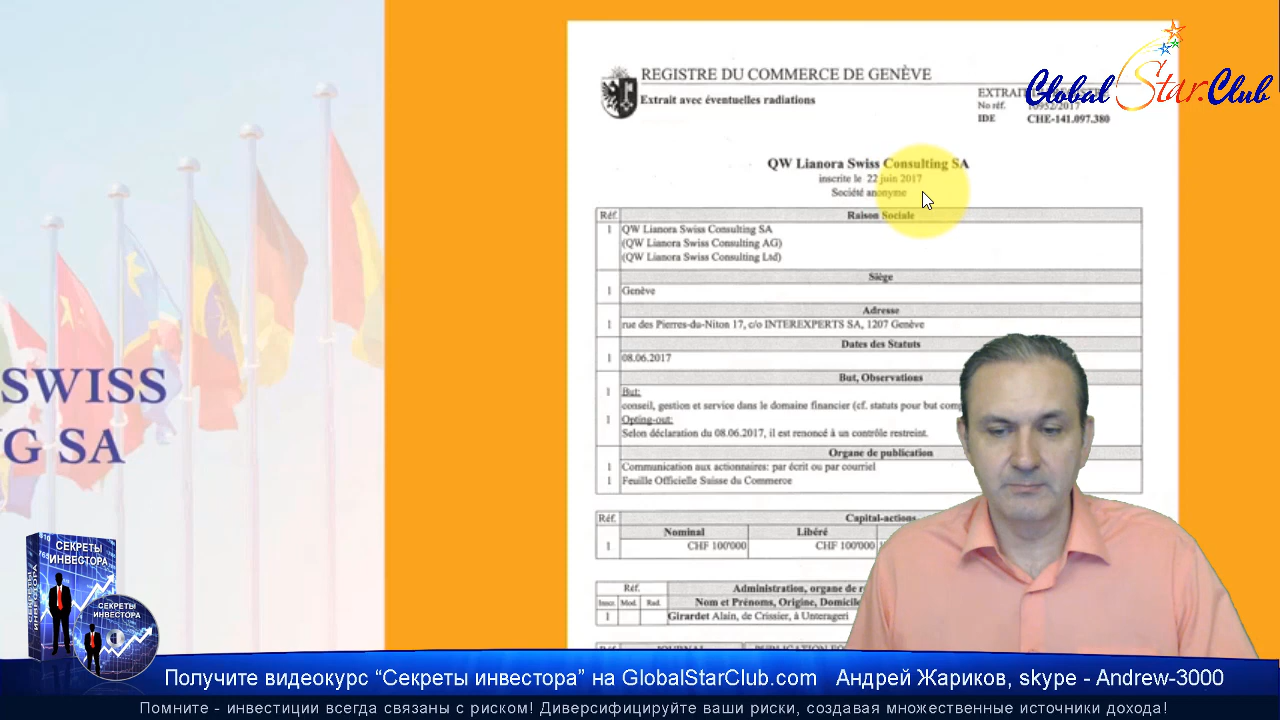 REGISTRE DU COMMERCE DE GENÈVE
Extrait avec éventuelles radiations
EXTRAI
No réf. 10952/2017
IDE CHE-141.097.380
Global Star.Club
QW Lianora Swiss Consulting SA
inscrite le 22 juin 2017
Société anonyme
Réf. Raison Sociale
1 QW Lianora Swiss Consulting SA
(QW Lianora Swiss Consulting AG)
(QW Lianora Swiss Consulting Ltd)
Siège
1 Genève
Adresse
1 rue des Pierres-du-Niton 17, c/o INTEREXPERTS SA, 1207 Genève
Dates des Statuts
1 08.06.2017
But, Observations
1 But:
conseil, gestion et service dans le domaine financier (cf. statuts pour but comp
1 Opting-out:
Selon déclaration du 08.06.2017, il est renoncé à un contrôle restreint.
Organe de publication
1 Communication aux actionnaires: par écrit ou par courriel
1 Feuille Officielle Suisse du Commerce
Réf. Capital-actions
Nominal Libéré
1 CHF 100'000 CHF 100'000
Réf. Administration, organe de r
Inscr. Mod. Rad. Nom et Prénoms, Origine, Domicile
1 Girardet Alain, de Crissier, à Unterageri
SWISS
G SA
СЕКРЕТЫ
ИНВЕСТОРА
СЕКРЕТЫ ИНВЕСТОРА
СЕКРЕТЫ
ИНВЕСТОРА
Получите видеокурс “Секреты инвестора” на GlobalStarClub.com Андрей Жариков, skype - Andrew-3000
Помните - инвестиции всегда связаны с риском! Диверсифицируйте ваши риски, создавая множественные источники дохода!